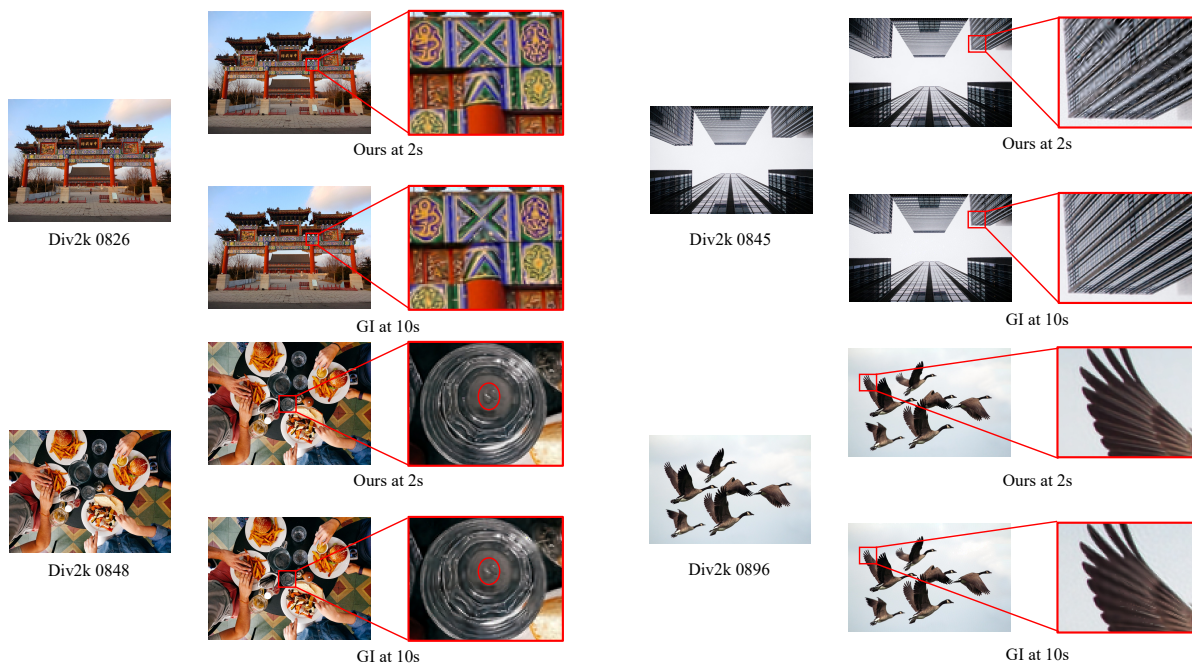 Ours at 2s
Div2k 0826
GI at 10s
Ours at 2s
Div2k 0845
GI at 10s
Ours at 2s
Div2k 0848
GI at 10s
Ours at 2s
Div2k 0896
GI at 10s